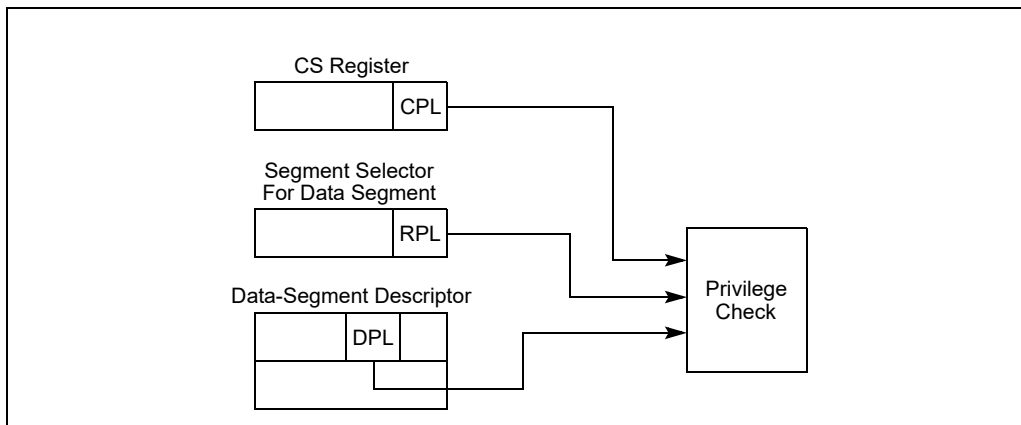 CS Register
CPL
Segment Selector
For Data Segment
RPL
Data-Segment Descriptor
DPL
Privilege
Check